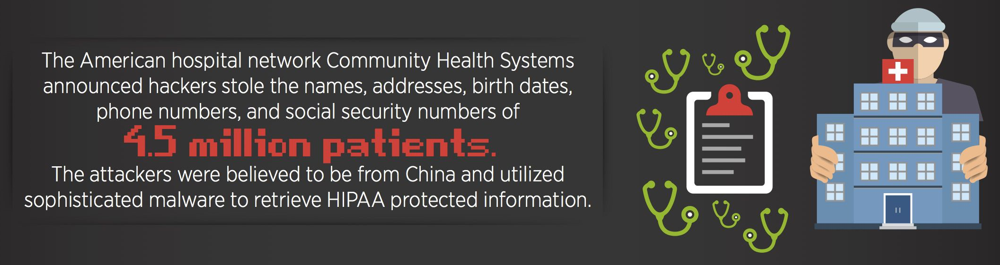 The American hospital network Community Health Systems
announced hackers stole the names, addresses, birth dates,
phone numbers, and social security numbers of
4.5 million patients.
The attackers were believed to be from China and utilized
sophisticated malware to retrieve HIPAA protected information.